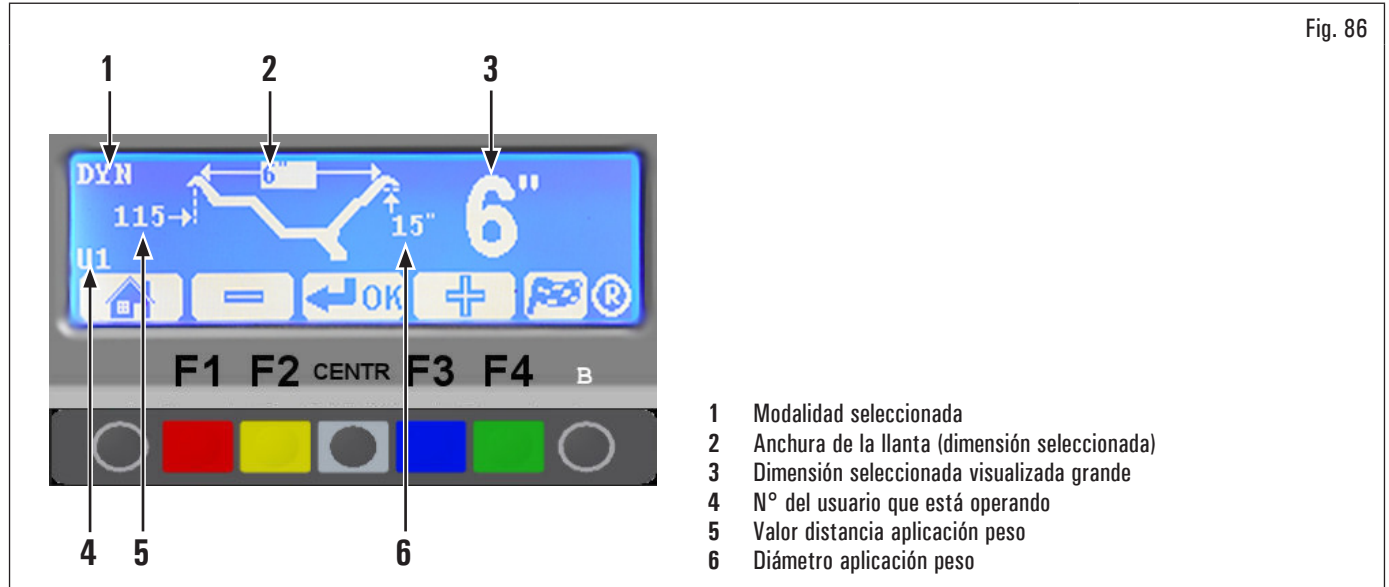 Fig. 86
1 2 3
DYN 6" 6"
115 15"
U1
OK ®
F1 F2 CENTR F3 F4 B
4 5 6
1 Modalidad seleccionada
2 Anchura de la llanta (dimensión seleccionada)
3 Dimensión seleccionada visualizada grande
4 N° del usuario que está operando
5 Valor distancia aplicación peso
6 Diámetro aplicación peso